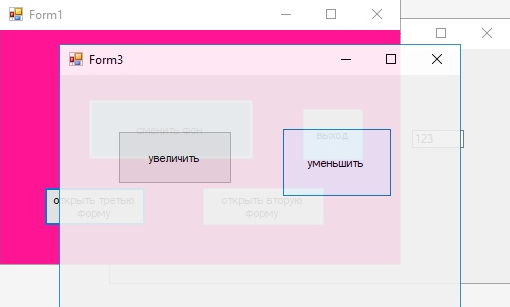 Form1
Form3
сменить фон
выход
123
увеличить
уменьшить
открыть третью
форму
открыть вторую
форму